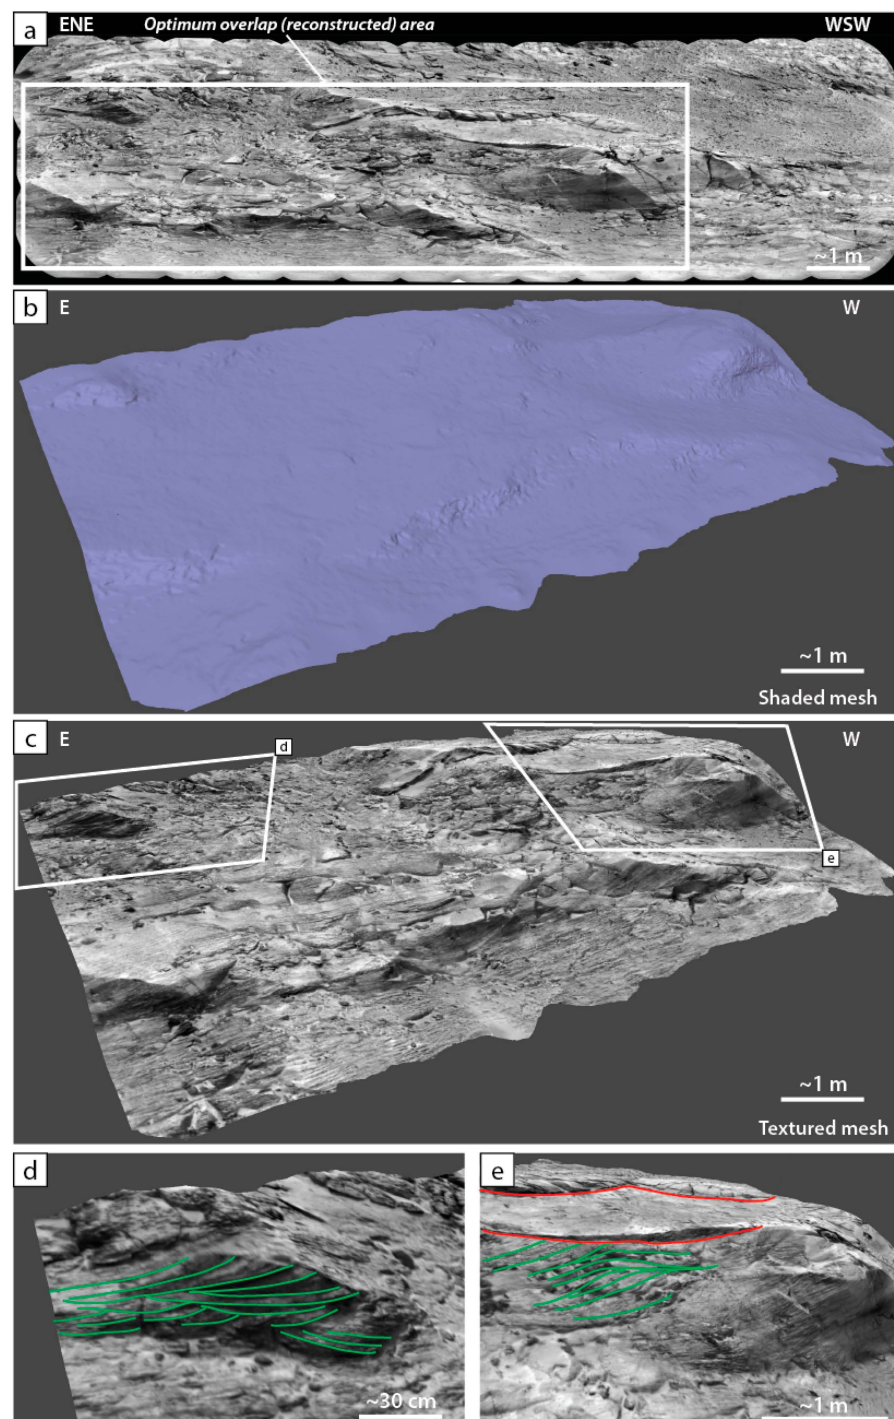 a
ENE
Optimum overlap (reconstructed) area
WSW
~1 m
b
E
W
~1 m
Shaded mesh
c
E
d
W
e
~1 m
Textured mesh
d
~30 cm
e
~1 m